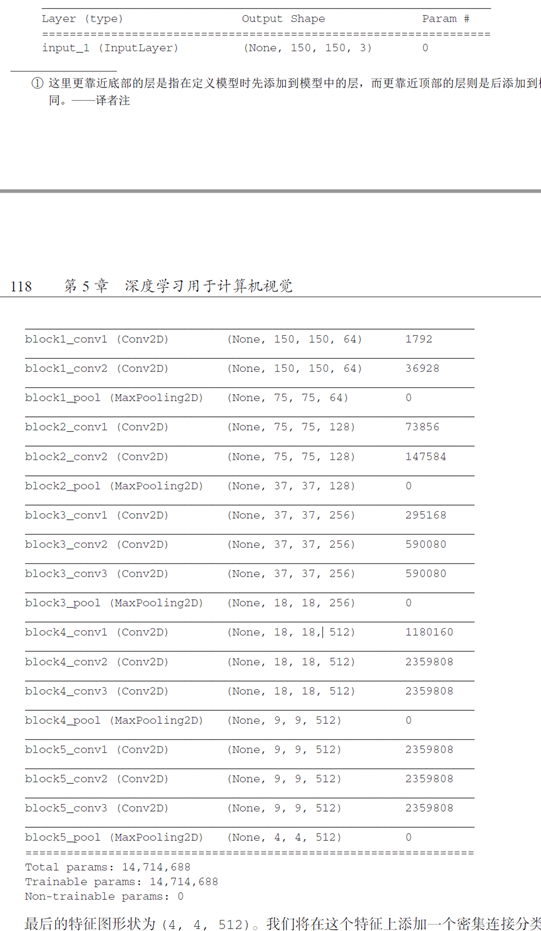 Layer (type) Output Shape Param #
=================================================================
input_1 (InputLayer) (None, 150, 150, 3) 0
① 这里更靠近底部的层是指在定义模型时先添加到模型中的层，而更靠近顶部的层则是后添加到
同。——译者注
118 第 5 章 深度学习用于计算机视觉
block1_conv1 (Conv2D) (None, 150, 150, 64) 1792
block1_conv2 (Conv2D) (None, 150, 150, 64) 36928
block1_pool (MaxPooling2D) (None, 75, 75, 64) 0
block2_conv1 (Conv2D) (None, 75, 75, 128) 73856
block2_conv2 (Conv2D) (None, 75, 75, 128) 147584
block2_pool (MaxPooling2D) (None, 37, 37, 128) 0
block3_conv1 (Conv2D) (None, 37, 37, 256) 295168
block3_conv2 (Conv2D) (None, 37, 37, 256) 590080
block3_conv3 (Conv2D) (None, 37, 37, 256) 590080
block3_pool (MaxPooling2D) (None, 18, 18, 256) 0
block4_conv1 (Conv2D) (None, 18, 18, 512) 1180160
block4_conv2 (Conv2D) (None, 18, 18, 512) 2359808
block4_conv3 (Conv2D) (None, 18, 18, 512) 2359808
block4_pool (MaxPooling2D) (None, 9, 9, 512) 0
block5_conv1 (Conv2D) (None, 9, 9, 512) 2359808
block5_conv2 (Conv2D) (None, 9, 9, 512) 2359808
block5_conv3 (Conv2D) (None, 9, 9, 512) 2359808
block5_pool (MaxPooling2D) (None, 4, 4, 512) 0
=================================================================
Total params: 14,714,688
Trainable params: 14,714,688
Non-trainable params: 0
最后的特征图形状为 (4, 4, 512)。我们将在这个特征上添加一个密集连接分类